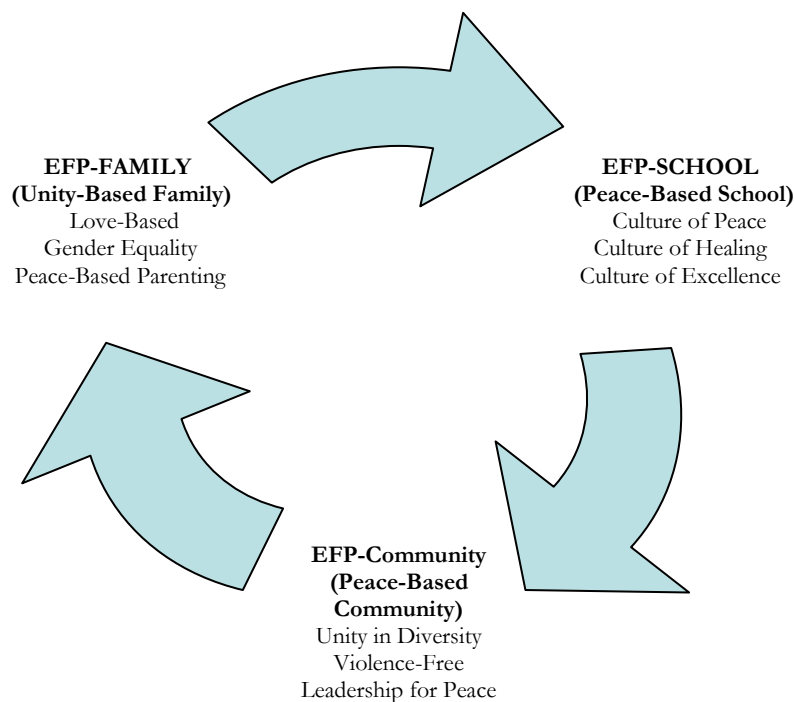 EFP-FAMILY
(Unity-Based Family)
Love-Based
Gender Equality
Peace-Based Parenting
EFP-SCHOOL
(Peace-Based School)
Culture of Peace
Culture of Healing
Culture of Excellence
EFP-Community
(Peace-Based
Community)
Unity in Diversity
Violence-Free
Leadership for Peace